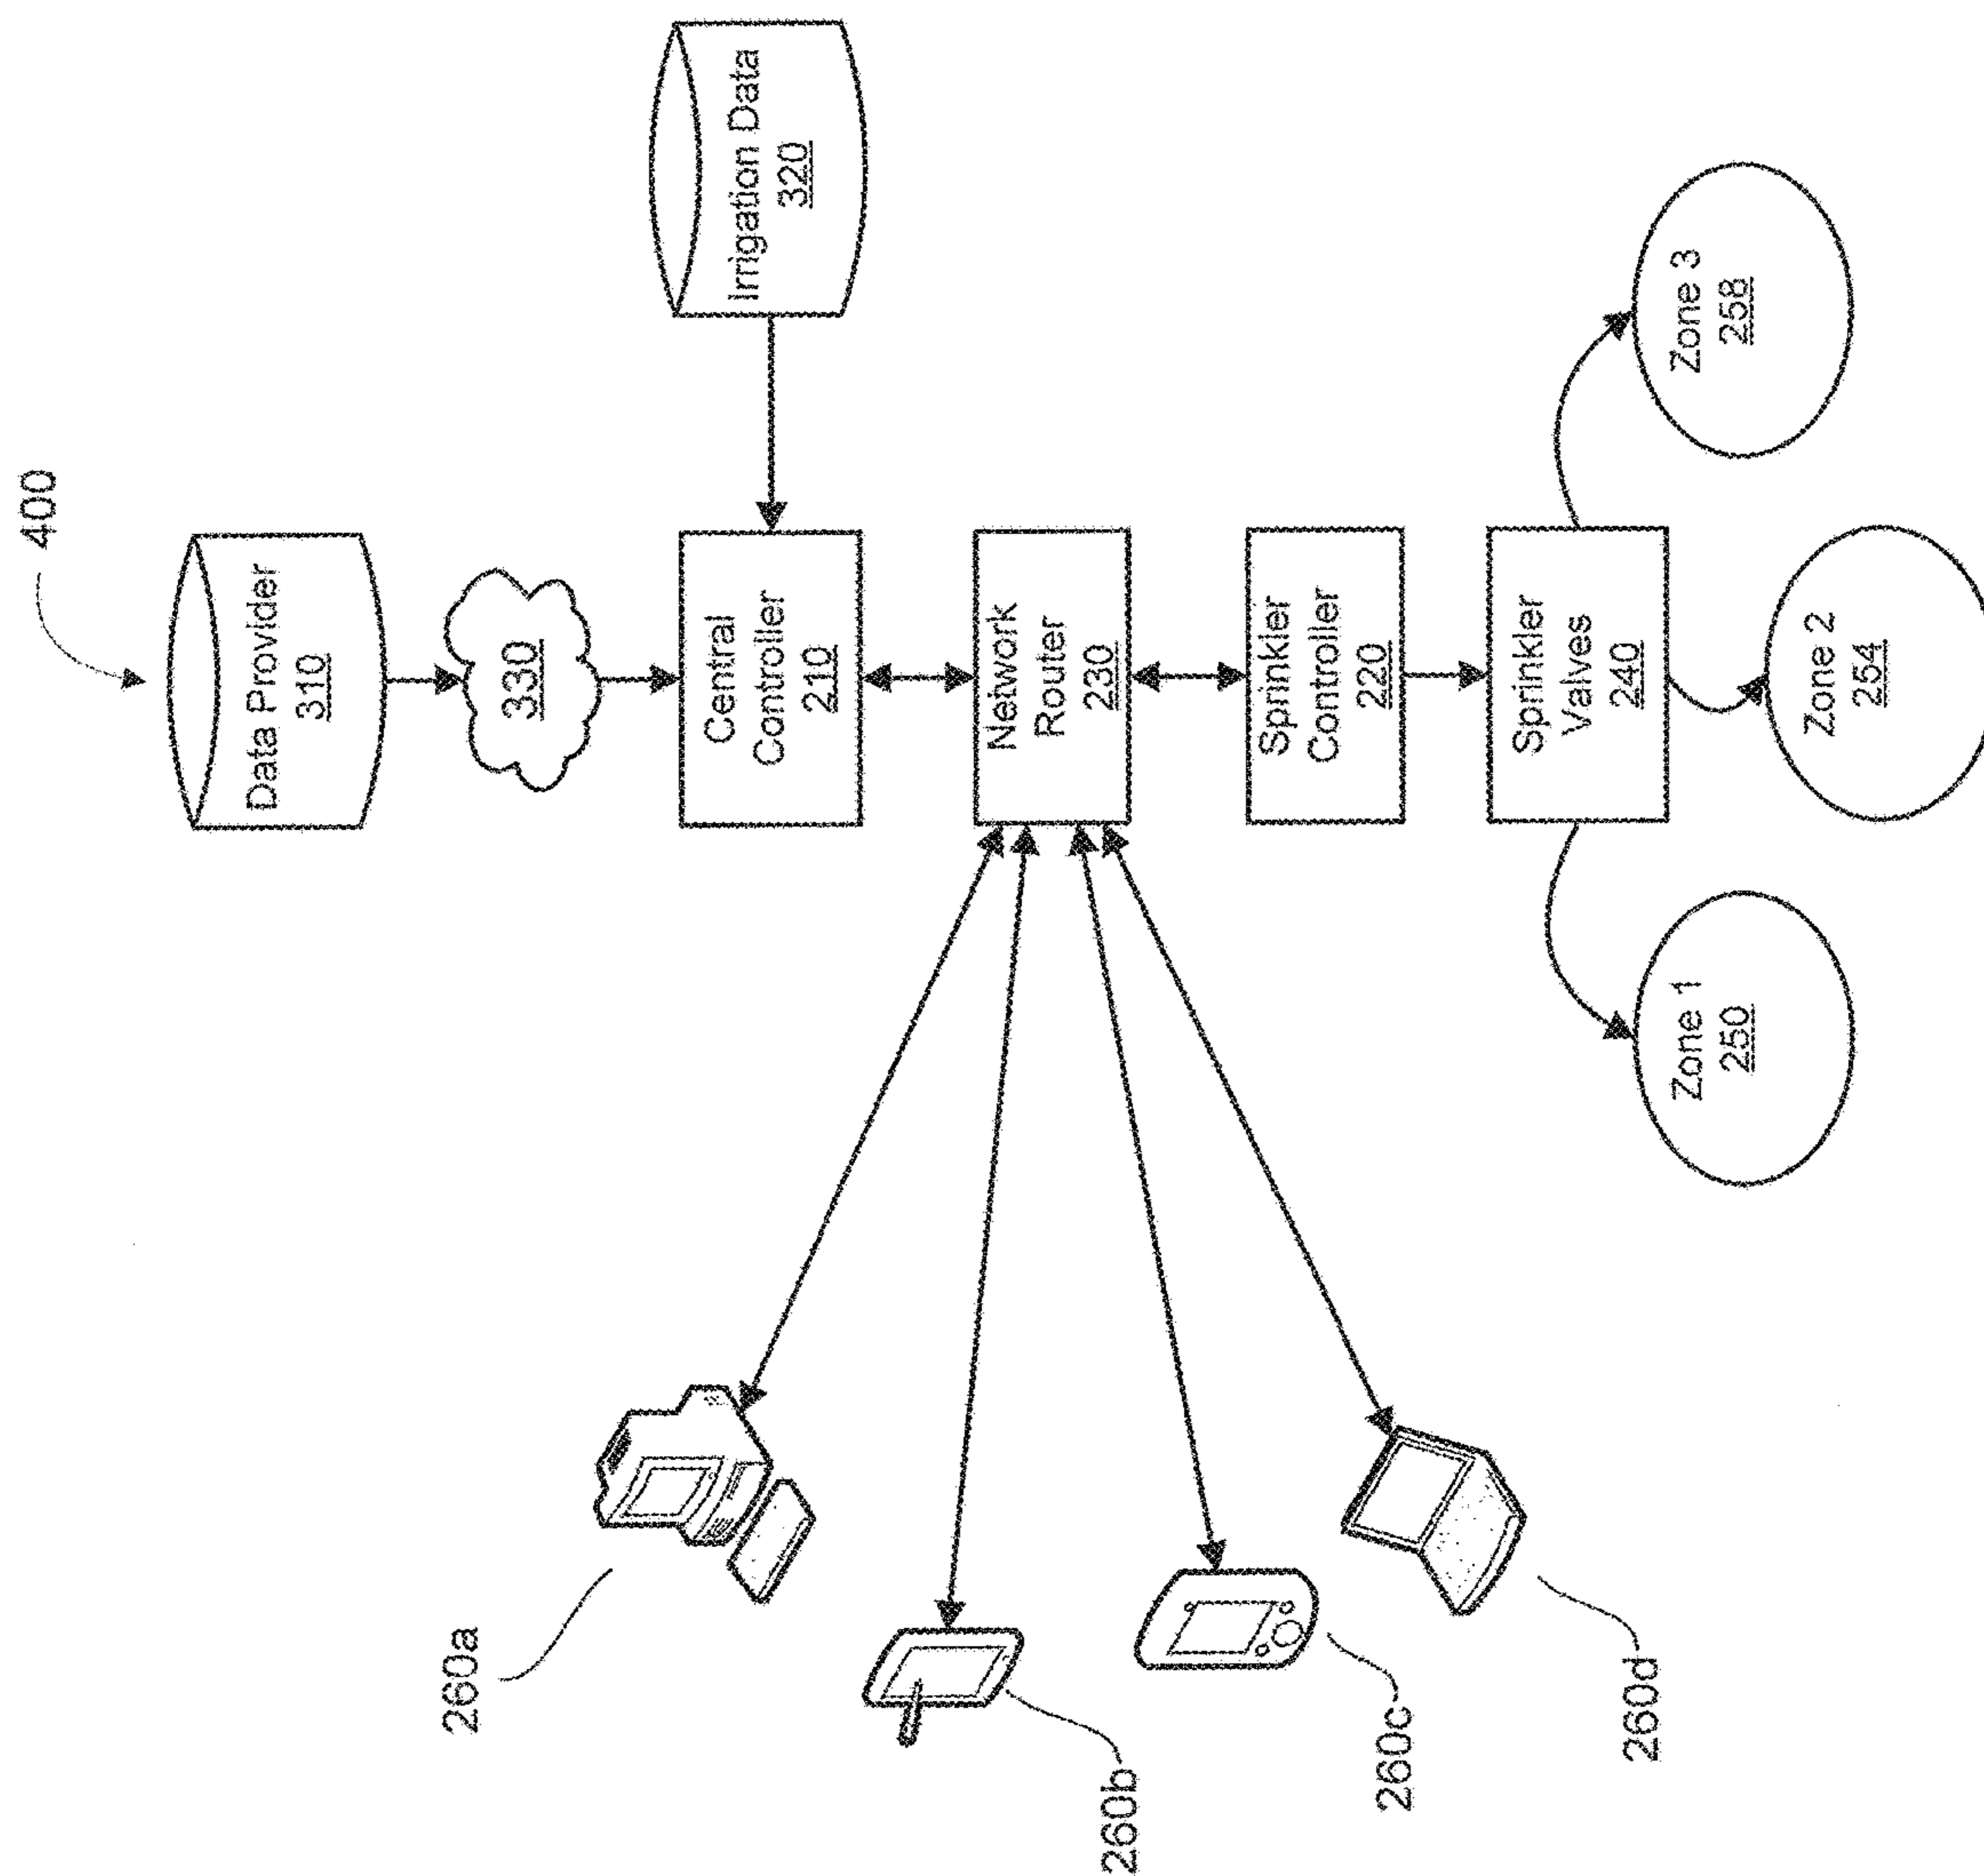 400
Data Provider
310
330
Irrigation Data
320
Central
Controller
210
Network
Router
230
Sprinkler
Controller
220
Sprinkler
Valves
240
Zone 1
250
Zone 2
254
Zone 3
258
260a
260b
260c
260d